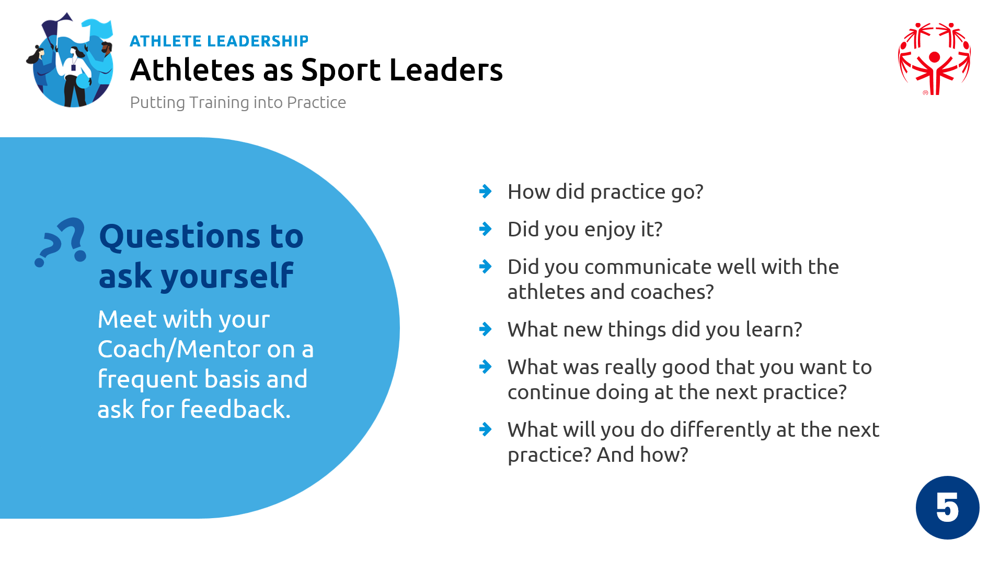 ATHLETE LEADERSHIP
Athletes as Sport Leaders
Putting Training into Practice
Questions to
ask yourself
Meet with your
Coach/Mentor on a
frequent basis and
ask for feedback.
How did practice go?
Did you enjoy it?
Did you communicate well with the
athletes and coaches?
What new things did you learn?
What was really good that you want to
continue doing at the next practice?
What will you do differently at the next
practice? And how?
®
5